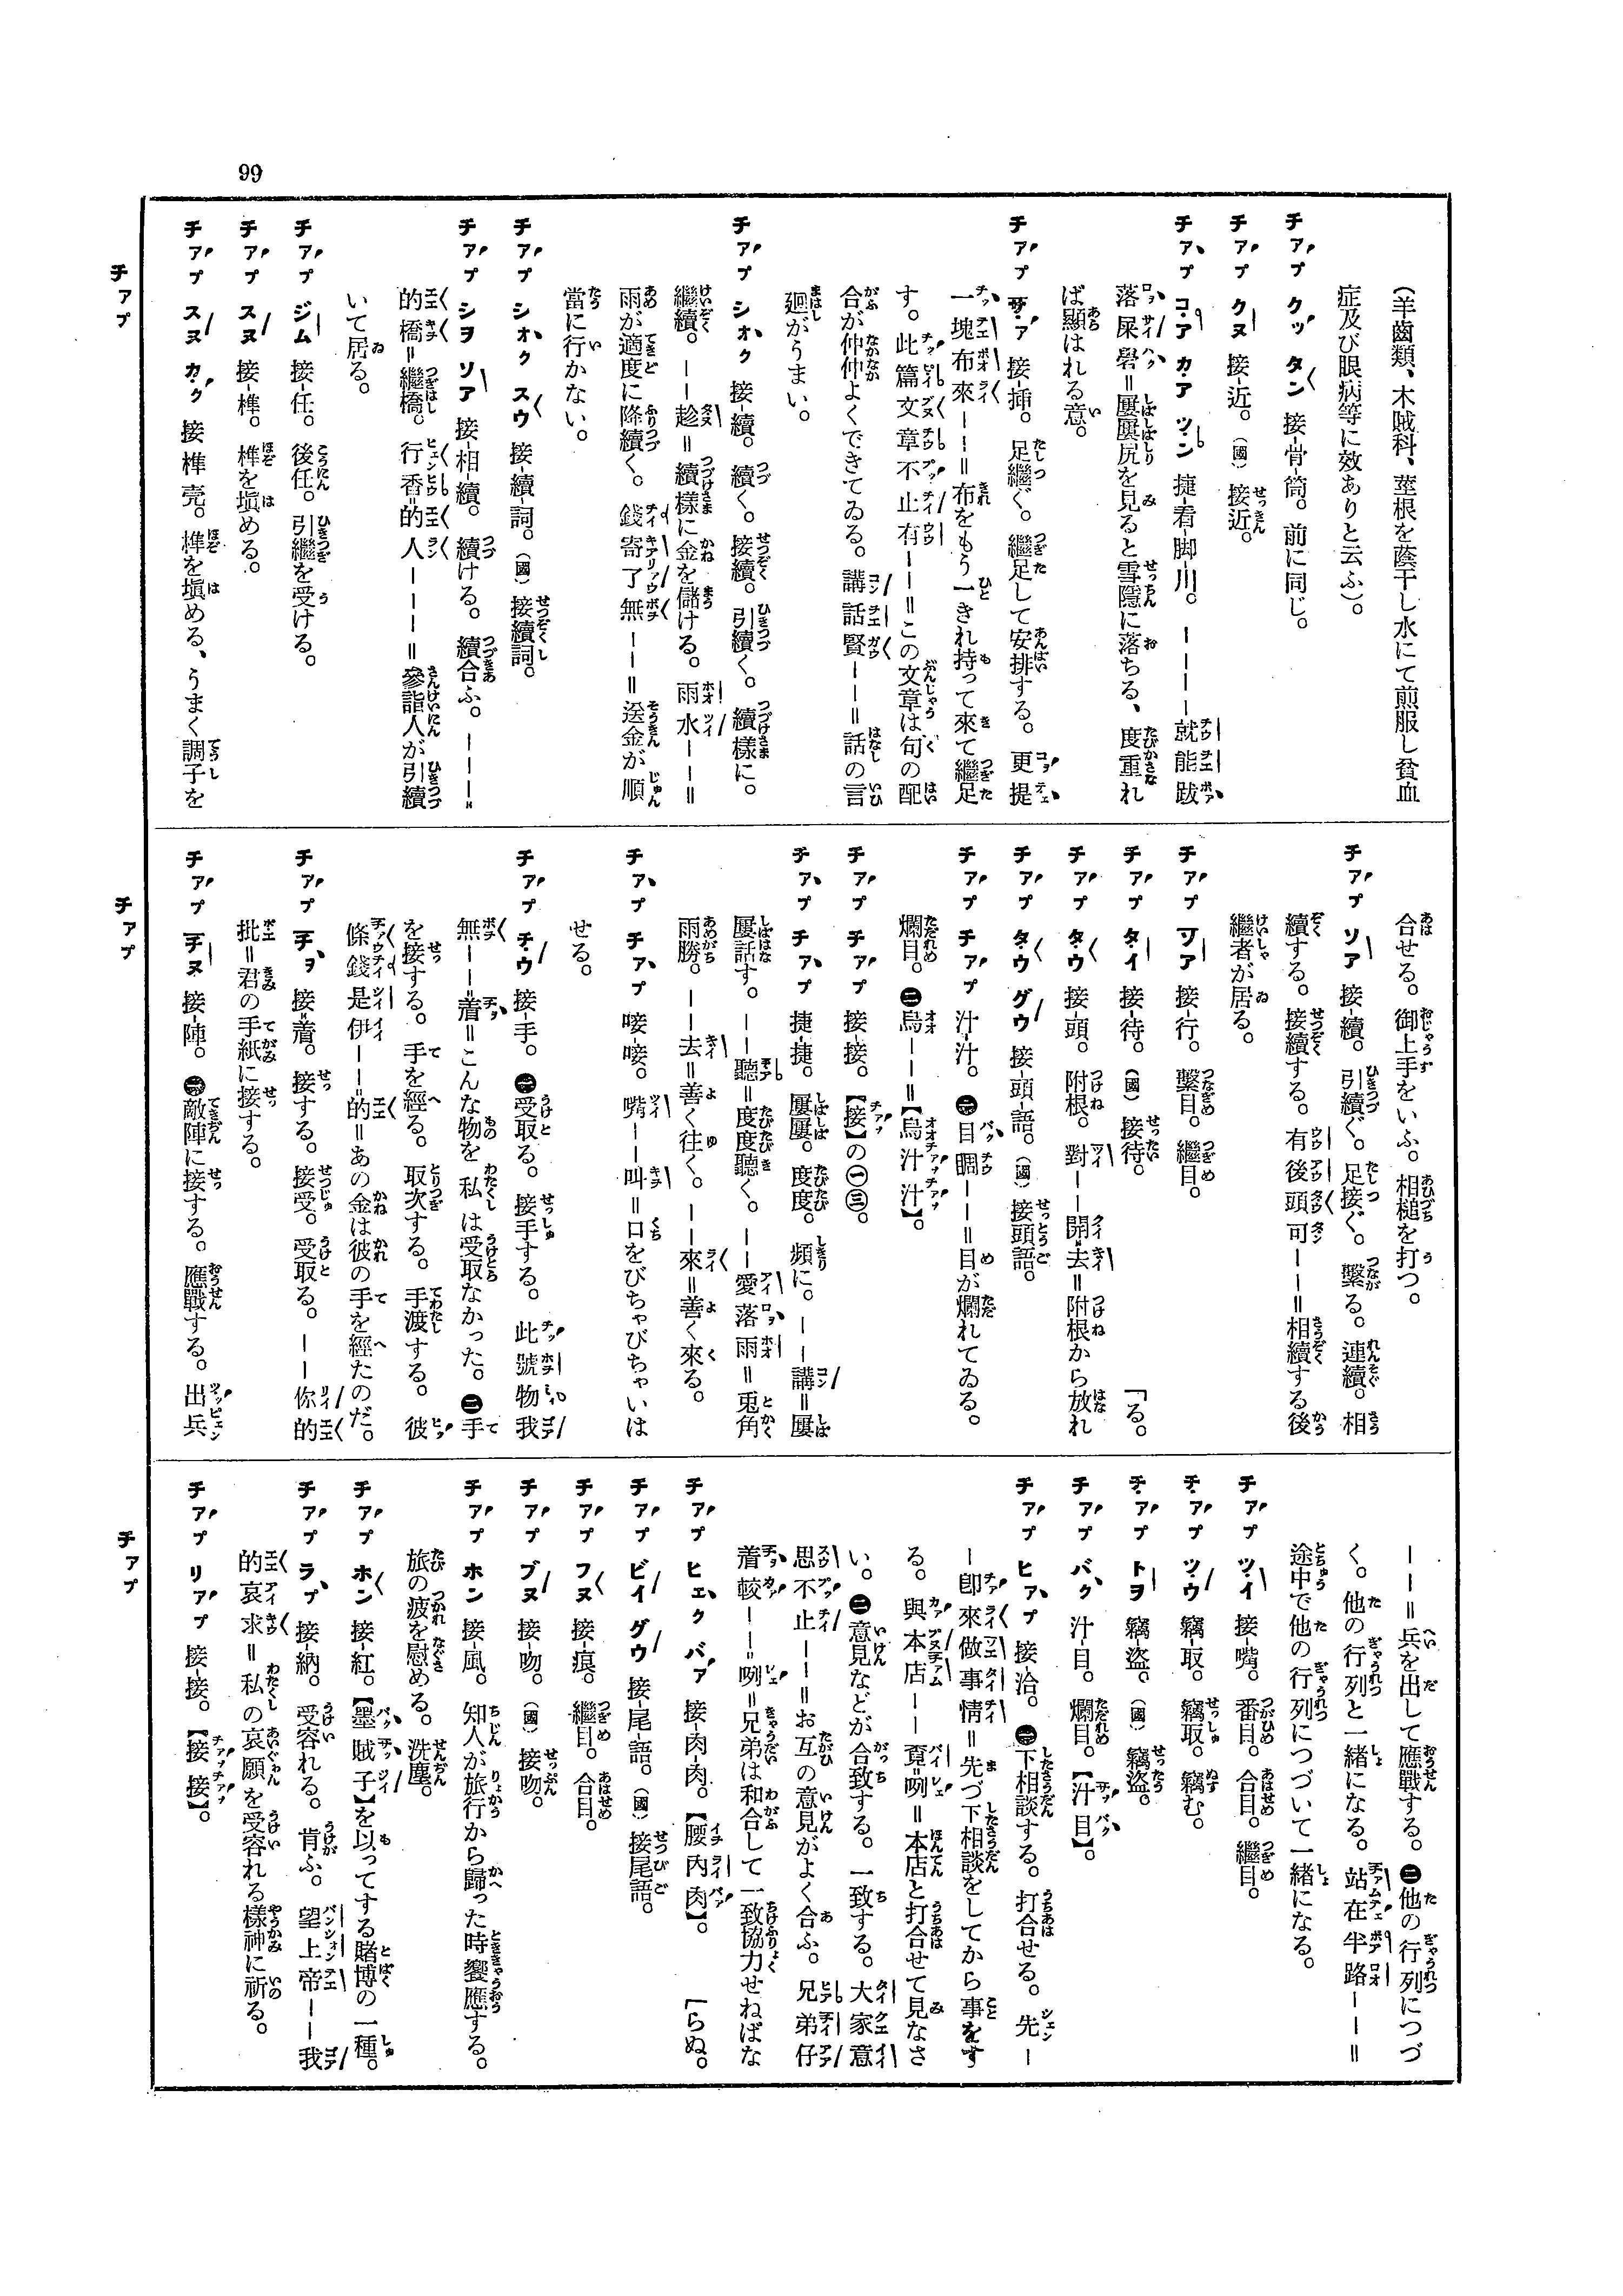 99
(羊齒類、木賊科、莖根を蔭干し水にて煎服し貧血
症及び眼病等に效ありと云ふ)。
チアプ クッ タン 接-骨-筒。前に同じ。
チアプ クヌ 接-近。(國)接近。
チアプ コア カア ツン 捷-看-脚-川。————就能跋
落屎礐=屢屢尻を見ると雪隱に落ちる、度重れ
ば顯はれる意。
チアプ ザア 接-揷。足繼ぐ。繼足して安排する。更提
一塊布來——=布をもう一きれ持って來て繼足
す。此篇文章不止有——=この文章は句の配
合が仲仲よくできてゐる。講話賢——=話の言
廻がうまい。
チアプ シオク 接-續。續く。接續。引續く。續樣に。
繼續。——趁=續樣に金を儲ける。雨水——=
雨が適度に降續く。錢寄了無——=送金が順
當に行かない。
チアプ シオク スウ 接-續-詞。(國)接續詞。
チアプ シヲ ソア 接-相-續。續ける。續合ふ。———=
的橋=繼橋。行香的人———=參詣人が引續
いて居る。
チアプ ジム 接-任。後任。引繼を受ける。
チアプ スヌ 接-榫。榫を塡める。
チアプ スヌ カク 接榫壳。榫を塡める、うまく調子を
合せる。御上手をいふ。相槌を打つ。
チアプ ソア 接-續。引續ぐ。足接ぐ。繫る。連續。相
續する。接續する。有後頭可——=相續する後
繼者が居る。
チアプ ツア 接-行。繫目。繼目。
チアプ タイ 接-待。(國)接待。「る。
チアプ タウ 接-頭。附根。對——開去=附根から放れ
チアプ タウ グウ 接-頭-語。(國)接頭語。
チアプ チアプ 汁-汁。㊀目睭——=目が爛れてゐる。
爛目。㊁烏——=【烏汁汁】。
チアプ チアプ 接-接。【接】の㊀㊂。
チアプ チアプ 捷-捷。屢屢。度度。頻に。——講=屢
屢話す。——聽=度度聽く。——愛落雨=兎角
雨勝。——去=善く往く。——來=善く來る。
チアプ チアプ 唼-唼。嘴——叫=口をびちゃびちゃいは
せる。
チアプ チウ 接-手。㊀受取る。接手する。此號物我
無——着=こんな物を私は受取なかった。㊁手
を接する。手を經る。取次する。手渡する。彼
條錢是伊——的=あの金は彼の手を經たのだ。
チアプ チヲ 接-着。接する。接受。受取る。——你的
批=君の手紙に接する。
チアプ チヌ 接-陣。㊀敵陣に接する。應戰する。出兵
——=兵を出して應戰する。㊁他の行列につづ
く。他の行列と一緒になる。站在半路——=
途中で他の行列につづいて一緒になる。
チアプ ツイ 接-嘴。番目。合目。繼目。
チアプ ツウ 竊-取。竊取。竊む。
チアプ トヲ 竊-盜。(國)竊盜。
チアプ バク 汁-目。爛目。【汁目】。
チアプ ヒアプ 接洽。㊀下相談する。打合せる。先—
—卽來做事情=先づ下相談をしてから事をす
る。與本店——覔咧=本店と打合せて見なさ
い。㊁意見などが合致する。一致する。大家意
思不止——=お互の意見がよく合ふ。兄弟仔
着較——咧=兄弟は和合して一致協力せねばな
チアプ ヒェク バア 接-肉-肉。【腰内肉】。「らぬ。
チアプ ビイ グウ 接-尾-語。(國)接尾語。
チアプ フヌ 接-痕。繼目。合目。
チアプ ブヌ 接-吻。(國)接吻。
チアプ ホン 接-風。知人が旅行から歸った時饗應する。
旅の疲を慰める。洗塵。
チアプ ホン 接-紅。【墨賊子】を以ってする賭博の一種。
チアプ ラプ 接-納。受容れる。肯ふ。望上帝——我
的哀求=私の哀願を受容れる樣神に祈る。
チアプ リアプ 接-接。【接接】。
チアプ
チアプ
チアプ